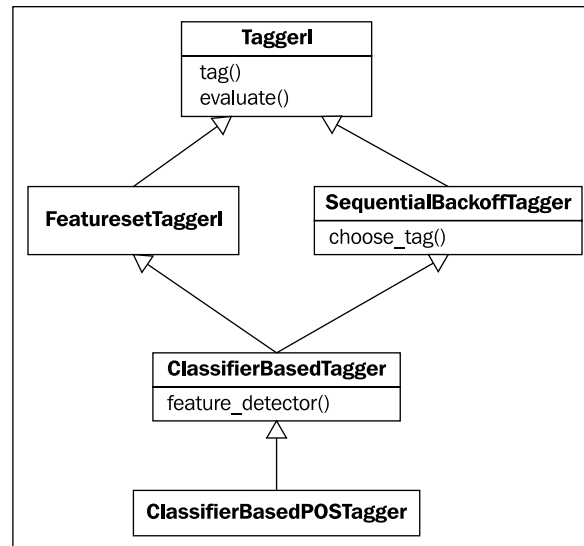 TaggerI
tag()
evaluate()
FeaturesetTaggerI
SequentialBackoffTagger
choose_tag()
ClassifierBasedTagger
feature_detector()
ClassifierBasedPOSTagger